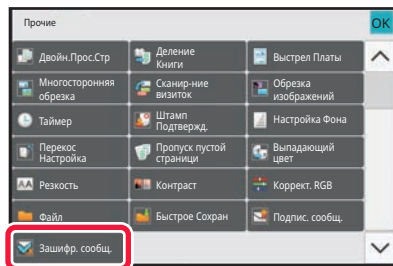 Прочие
OK
Двойн.Прос.Стр
Деление
Книги
Выстрел Платы
Многосторонняя
обрезка
Сканир-ние
визиток
Обрезка
изображений
Таймер
Штамп
Подтвержд.
Настройка Фона
Перекос
Настройка
Пропуск пустой
страници
Выпадающий
цвет
Резкость
Контраст
Коррект. RGB
Файл
Быстрое Сохран
Подпис. сообщ.
Зашифр. сообщ.